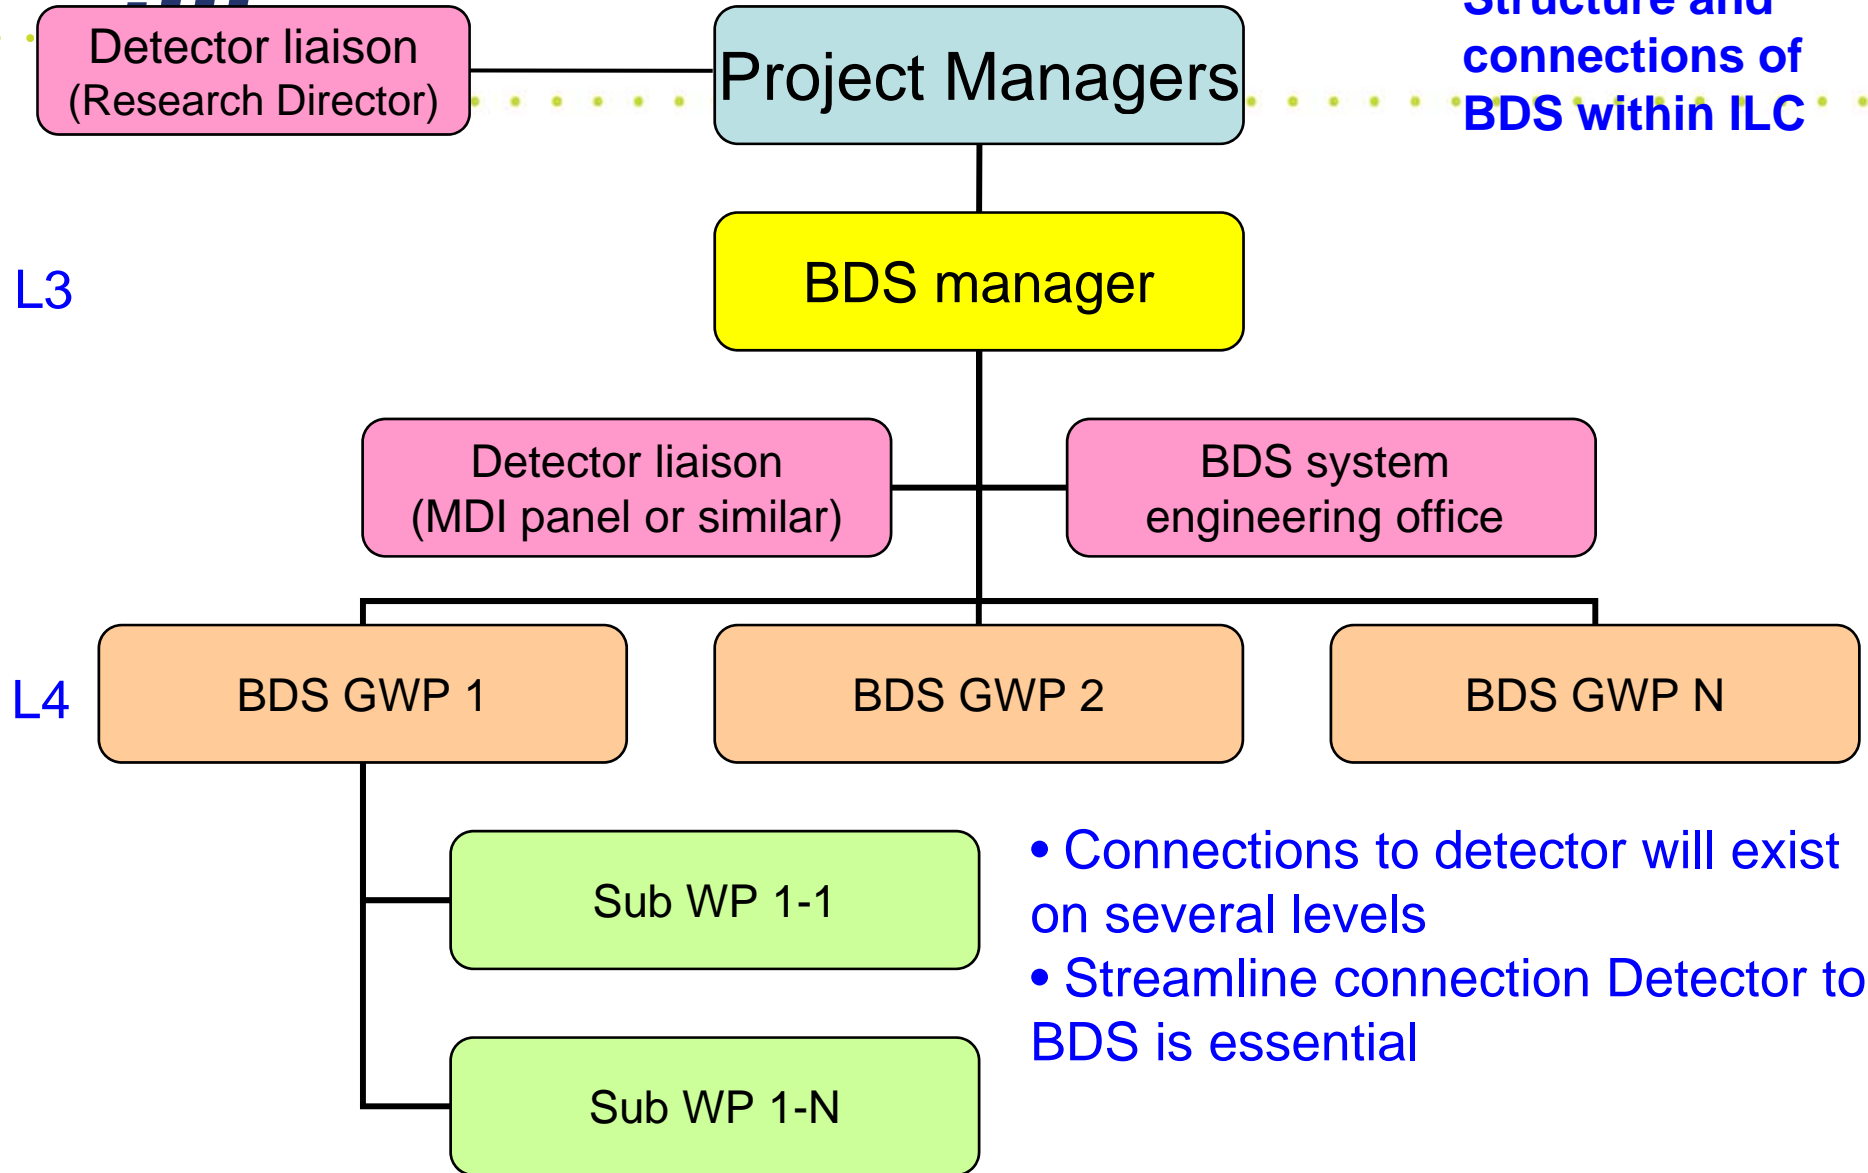 Structure and
connections of
BDS within ILC
Detector liaison
(Research Director)
Project Managers
L3
BDS manager
Detector liaison
(MDI panel or similar)
BDS system
engineering office
L4
BDS GWP 1
BDS GWP 2
BDS GWP N
Sub WP 1-1
Sub WP 1-N
• Connections to detector will exist
on several levels
• Streamline connection Detector to
BDS is essential